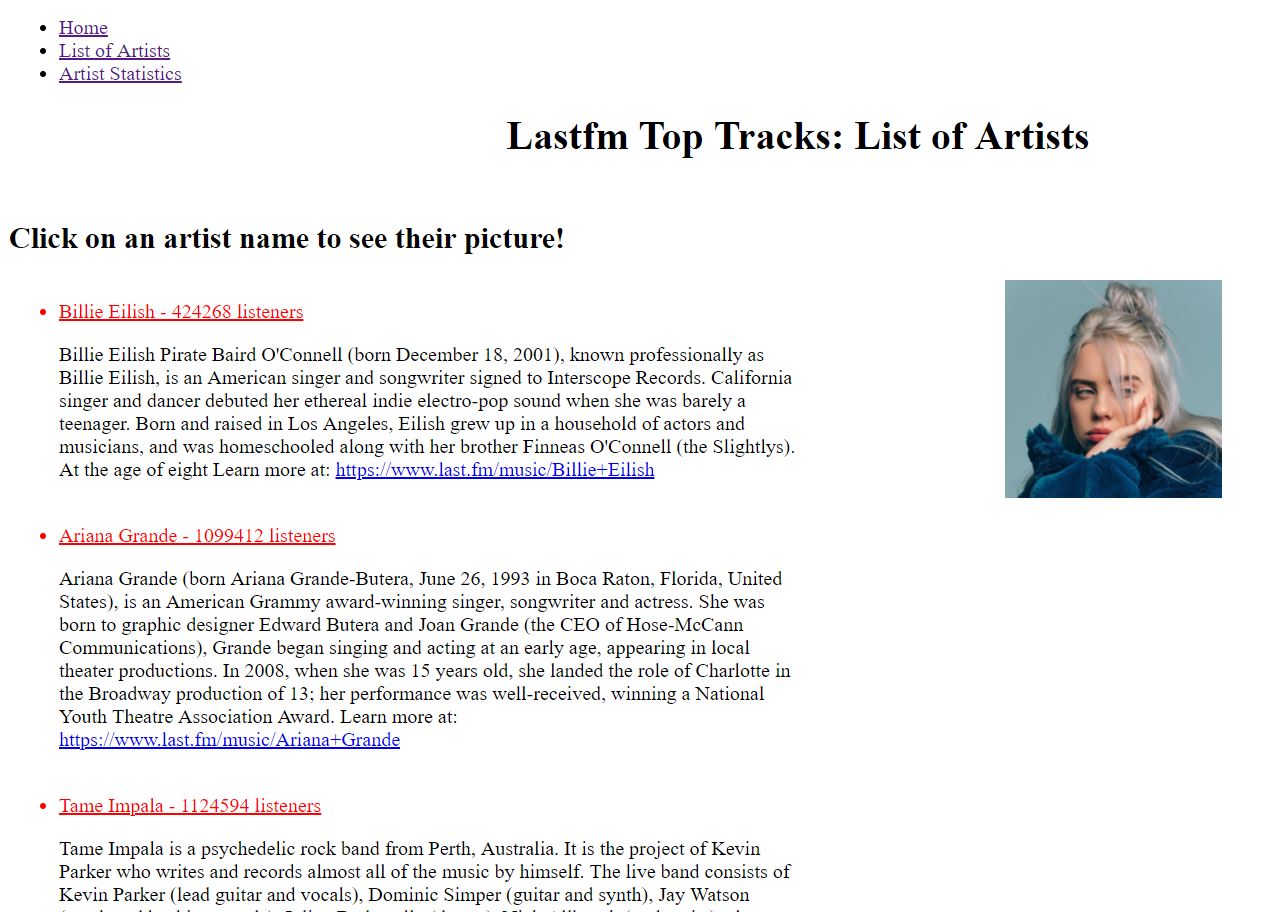 Home
List of Artists
Artist Statistics
Lastfm Top Tracks: List of Artists
Click on an artist name to see their picture!
Billie Eilish - 424268 listeners
Billie Eilish Pirate Baird O'Connell (born December 18, 2001), known professionally as
Billie Eilish, is an American singer and songwriter signed to Interscope Records. California
singer and dancer debuted her ethereal indie electro-pop sound when she was barely a
teenager. Born and raised in Los Angeles, Eilish grew up in a household of actors and
musicians, and was homeschooled along with her brother Finneas O'Connell (the Slightlys).
At the age of eight Learn more at: https://www.last.fm/music/Billie+Eilish
Ariana Grande - 1099412 listeners
Ariana Grande (born Ariana Grande-Butera, June 26, 1993 in Boca Raton, Florida, United
States), is an American Grammy award-winning singer, songwriter and actress. She was
born to graphic designer Edward Butera and Joan Grande (the CEO of Hose-McCann
Communications), Grande began singing and acting at an early age, appearing in local
theater productions. In 2008, when she was 15 years old, she landed the role of Charlotte in
the Broadway production of 13; her performance was well-received, winning a National
Youth Theatre Association Award. Learn more at:
https://www.last.fm/music/Ariana+Grande
Tame Impala - 1124594 listeners
Tame Impala is a psychedelic rock band from Perth, Australia. It is the project of Kevin
Parker who writes and records almost all of the music by himself. The live band consists of
Kevin Parker (lead guitar and vocals), Dominic Simper (guitar and synth), Jay Watson